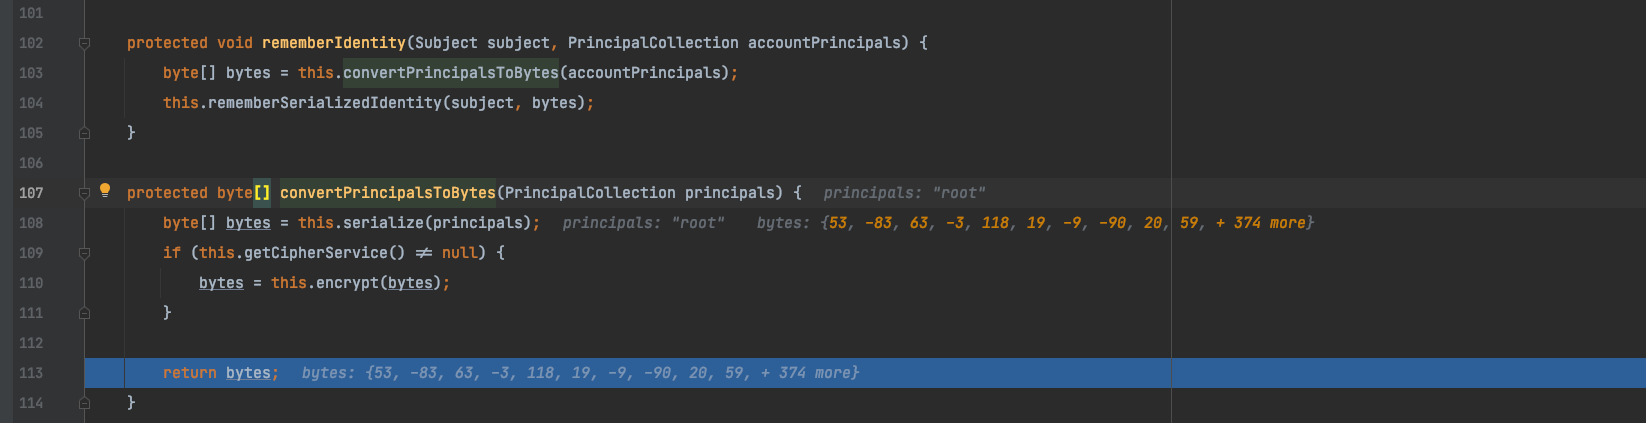 101
102 protected void rememberIdentity(Subject subject, PrincipalCollection accountPrincipals) {
103 byte[] bytes = this.convertPrincipalsToBytes(accountPrincipals);
104 this.rememberSerializedIdentity(subject, bytes);
105 }
106
107 protected byte[] convertPrincipalsToBytes(PrincipalCollection principals) { principals: "root"
108 byte[] bytes = this.serialize(principals); principals: "root" bytes: {53, -83, 63, -3, 118, 19, -9, -90, 20, 59, + 374 more}
109 if (this.getCipherService() ≠ null) {
110 bytes = this.encrypt(bytes);
111 }
112
113 return bytes; bytes: {53, -83, 63, -3, 118, 19, -9, -90, 20, 59, + 374 more}
114 }